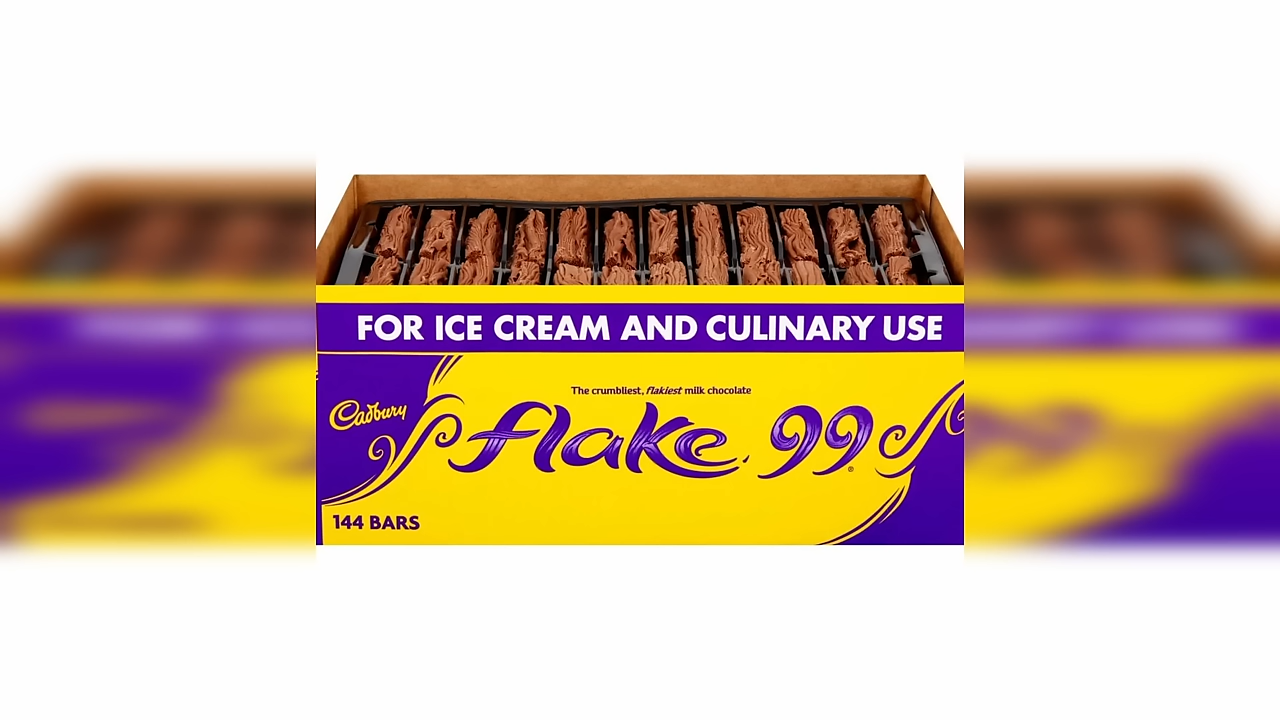 FOR ICE CREAM AND CULINARY USE
The crumbliest, flakiest milk chocolate
Cadbury
flake 99
144 BARS